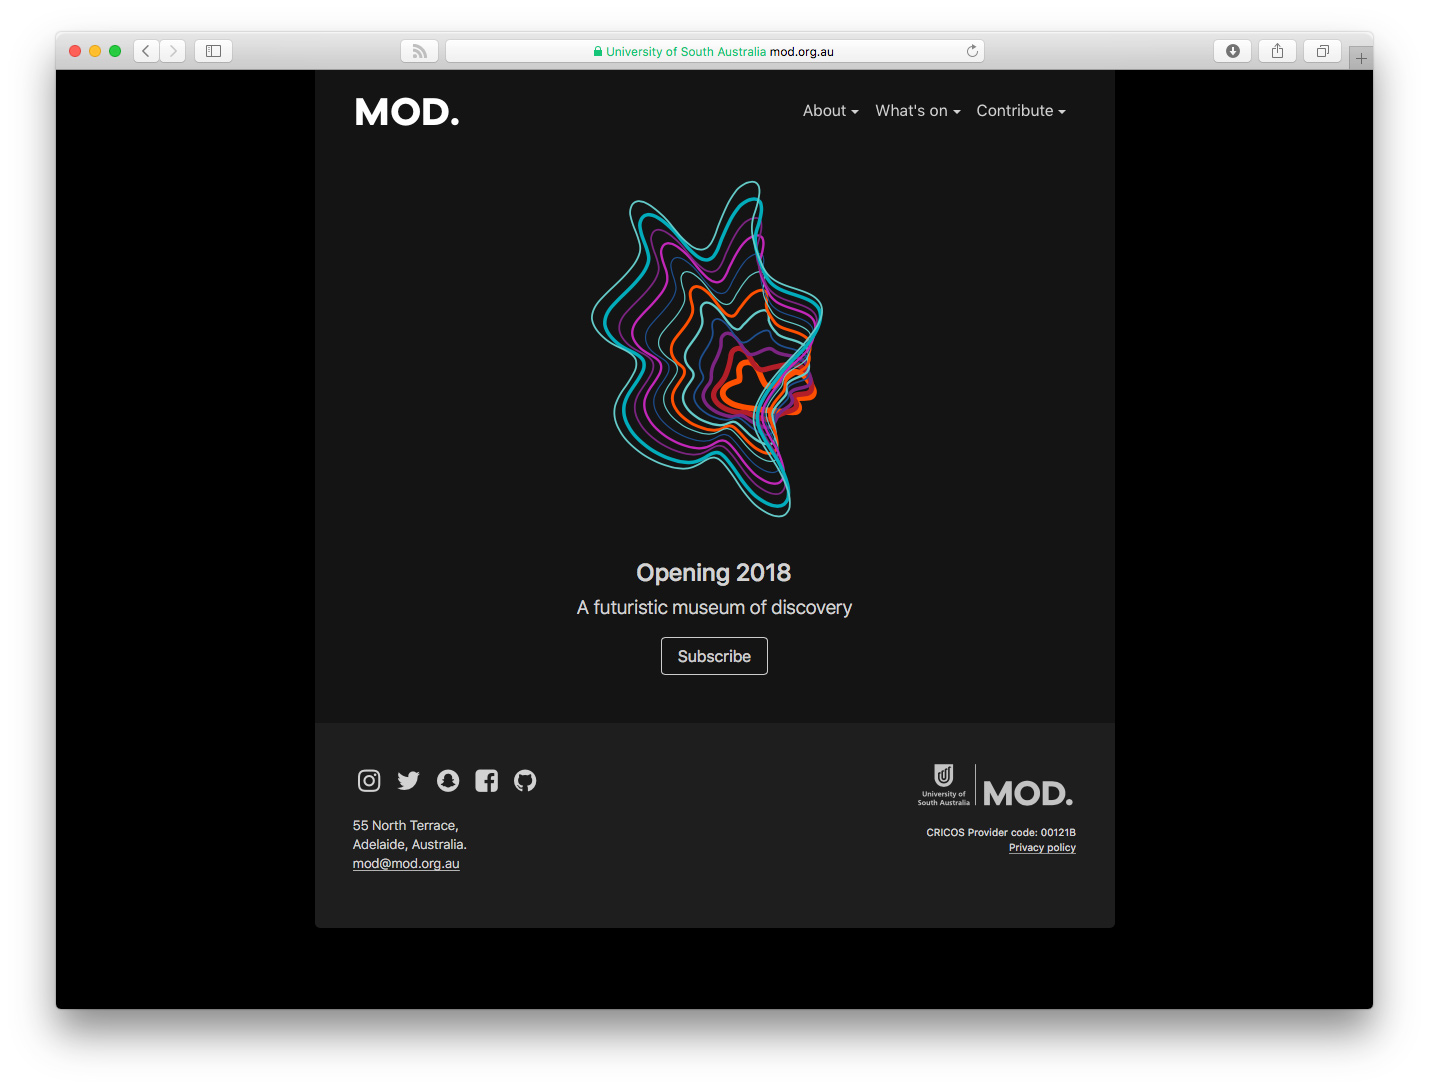 University of South Australia mod.org.au
MOD.
About What's on Contribute
Opening 2018
A futuristic museum of discovery
Subscribe
55 North Terrace,
Adelaide, Australia.
mod@mod.org.au
University of
South Australia
MOD.
CRICOS Provider code: 00121B
Privacy policy